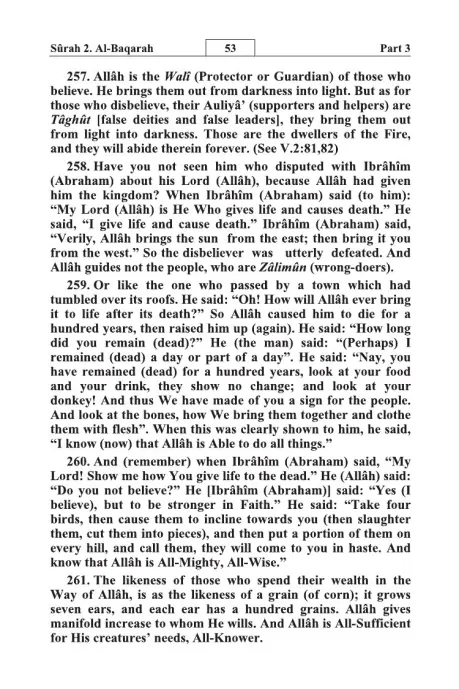 Sûrah 2. Al-Baqarah 53 Part 3
257. Allâh is the Walî (Protector or Guardian) of those who
believe. He brings them out from darkness into light. But as for
those who disbelieve, their Auliyâ’ (supporters and helpers) are
Tâghût [false deities and false leaders], they bring them out
from light into darkness. Those are the dwellers of the Fire,
and they will abide therein forever. (See V.2:81,82)
258. Have you not seen him who disputed with Ibrâhîm
(Abraham) about his Lord (Allâh), because Allâh had given
him the kingdom? When Ibrâhîm (Abraham) said (to him):
“My Lord (Allâh) is He Who gives life and causes death.” He
said, “I give life and cause death.” Ibrâhîm (Abraham) said,
“Verily, Allâh brings the sun from the east; then bring it you
from the west.” So the disbeliever was utterly defeated. And
Allâh guides not the people, who are Zâlimûn (wrong-doers).
259. Or like the one who passed by a town which had
tumbled over its roofs. He said: “Oh! How will Allâh ever bring
it to life after its death?” So Allâh caused him to die for a
hundred years, then raised him up (again). He said: “How long
did you remain (dead)?” He (the man) said: “(Perhaps) I
remained (dead) a day or part of a day”. He said: “Nay, you
have remained (dead) for a hundred years, look at your food
and your drink, they show no change; and look at your
donkey! And thus We have made of you a sign for the people.
And look at the bones, how We bring them together and clothe
them with flesh”. When this was clearly shown to him, he said,
“I know (now) that Allâh is Able to do all things.”
260. And (remember) when Ibrâhîm (Abraham) said, “My
Lord! Show me how You give life to the dead.” He (Allâh) said:
“Do you not believe?” He [Ibrâhîm (Abraham)] said: “Yes (I
believe), but to be stronger in Faith.” He said: “Take four
birds, then cause them to incline towards you (then slaughter
them, cut them into pieces), and then put a portion of them on
every hill, and call them, they will come to you in haste. And
know that Allâh is All-Mighty, All-Wise.”
261. The likeness of those who spend their wealth in the
Way of Allâh, is as the likeness of a grain (of corn); it grows
seven ears, and each ear has a hundred grains. Allâh gives
manifold increase to whom He wills. And Allâh is All-Sufficient
for His creatures’ needs, All-Knower.